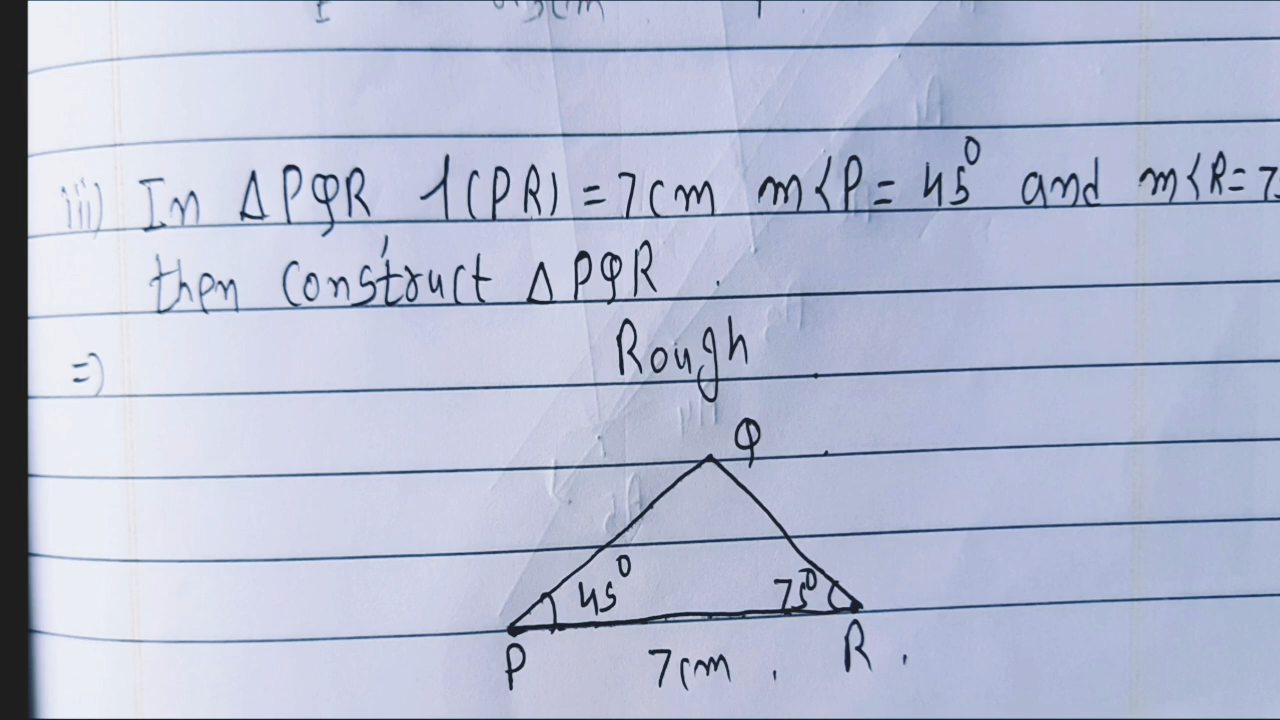 iii) In ΔPQR l(PR) = 7cm m<P = 45° and m<R = 7
then construct ΔPQR.
=)
Rough
Q
45° 75°
P 7cm. R.